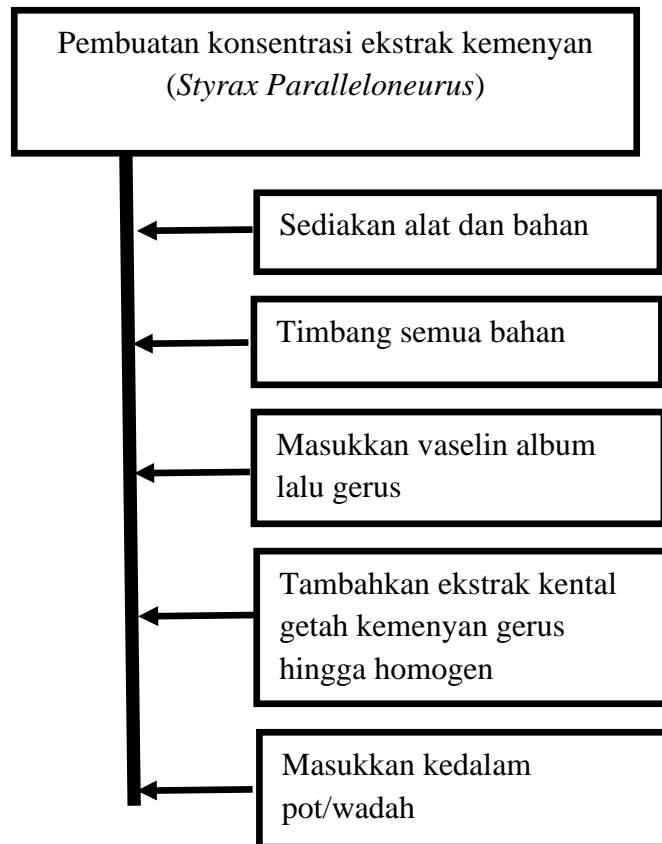 Pembuatan konsentrasi ekstrak kemenyan
(Styrax Paralleloneurus)
Sediakan alat dan bahan
Timbang semua bahan
Masukkan vaselin album
lalu gerus
Tambahkan ekstrak kental
getah kemenyan gerus
hingga homogen
Masukkan kedalam
pot/wadah